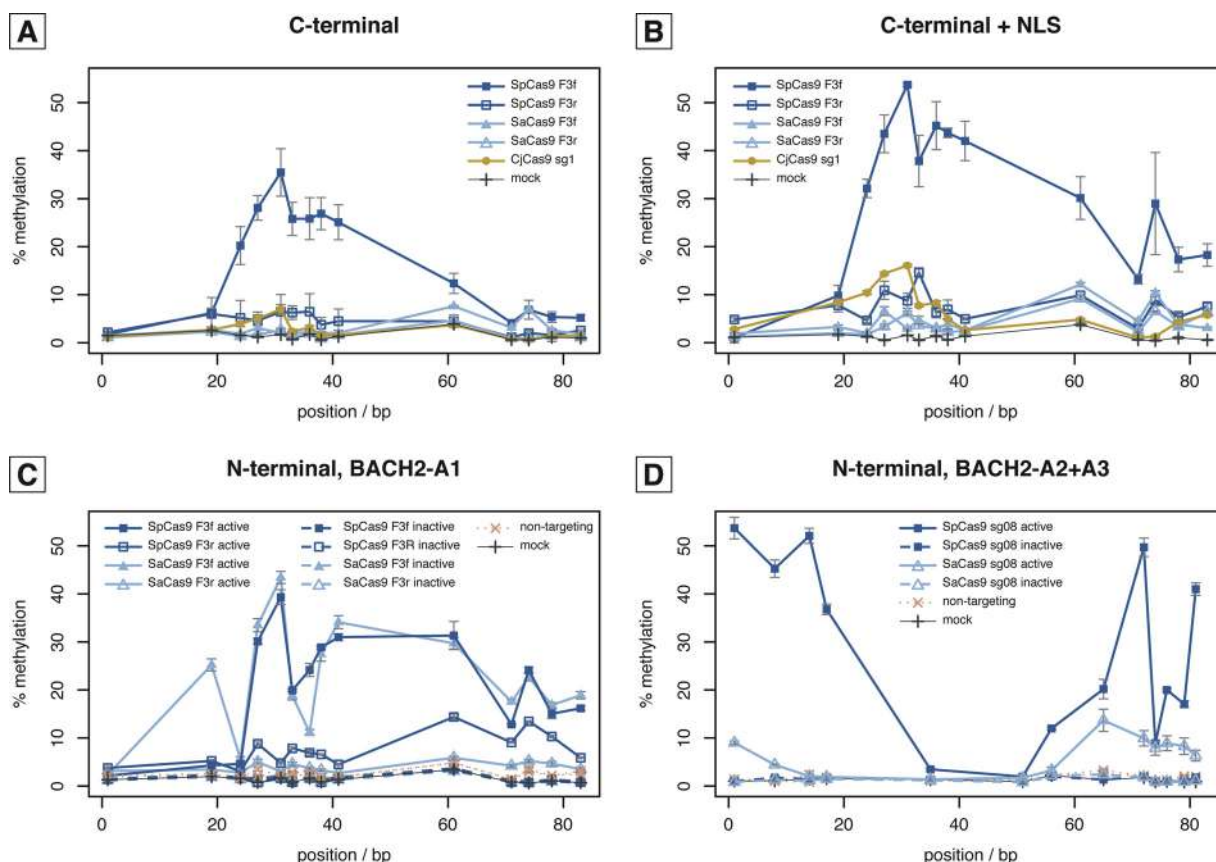 A
C-terminal
% methylation
0 10 20 30 40 50
SpCas9 F3f
SpCas9 F3r
SaCas9 F3f
SaCas9 F3r
CjCas9 sg1
mock
0 20 40 60 80
position / bp
B
C-terminal + NLS
% methylation
0 10 20 30 40 50
SpCas9 F3f
SpCas9 F3r
SaCas9 F3f
SaCas9 F3r
CjCas9 sg1
mock
0 20 40 60 80
position / bp
C
N-terminal, BACH2-A1
% methylation
0 10 20 30 40 50
SpCas9 F3f active
SpCas9 F3r active
SaCas9 F3f active
SaCas9 F3r active
SpCas9 F3f inactive
SpCas9 F3R inactive
SaCas9 F3f inactive
SaCas9 F3r inactive
non-targeting
mock
0 20 40 60 80
position / bp
D
N-terminal, BACH2-A2+A3
% methylation
0 10 20 30 40 50
SpCas9 sg08 active
SpCas9 sg08 inactive
SaCas9 sg08 active
SaCas9 sg08 inactive
non-targeting
mock
0 20 40 60 80
position / bp